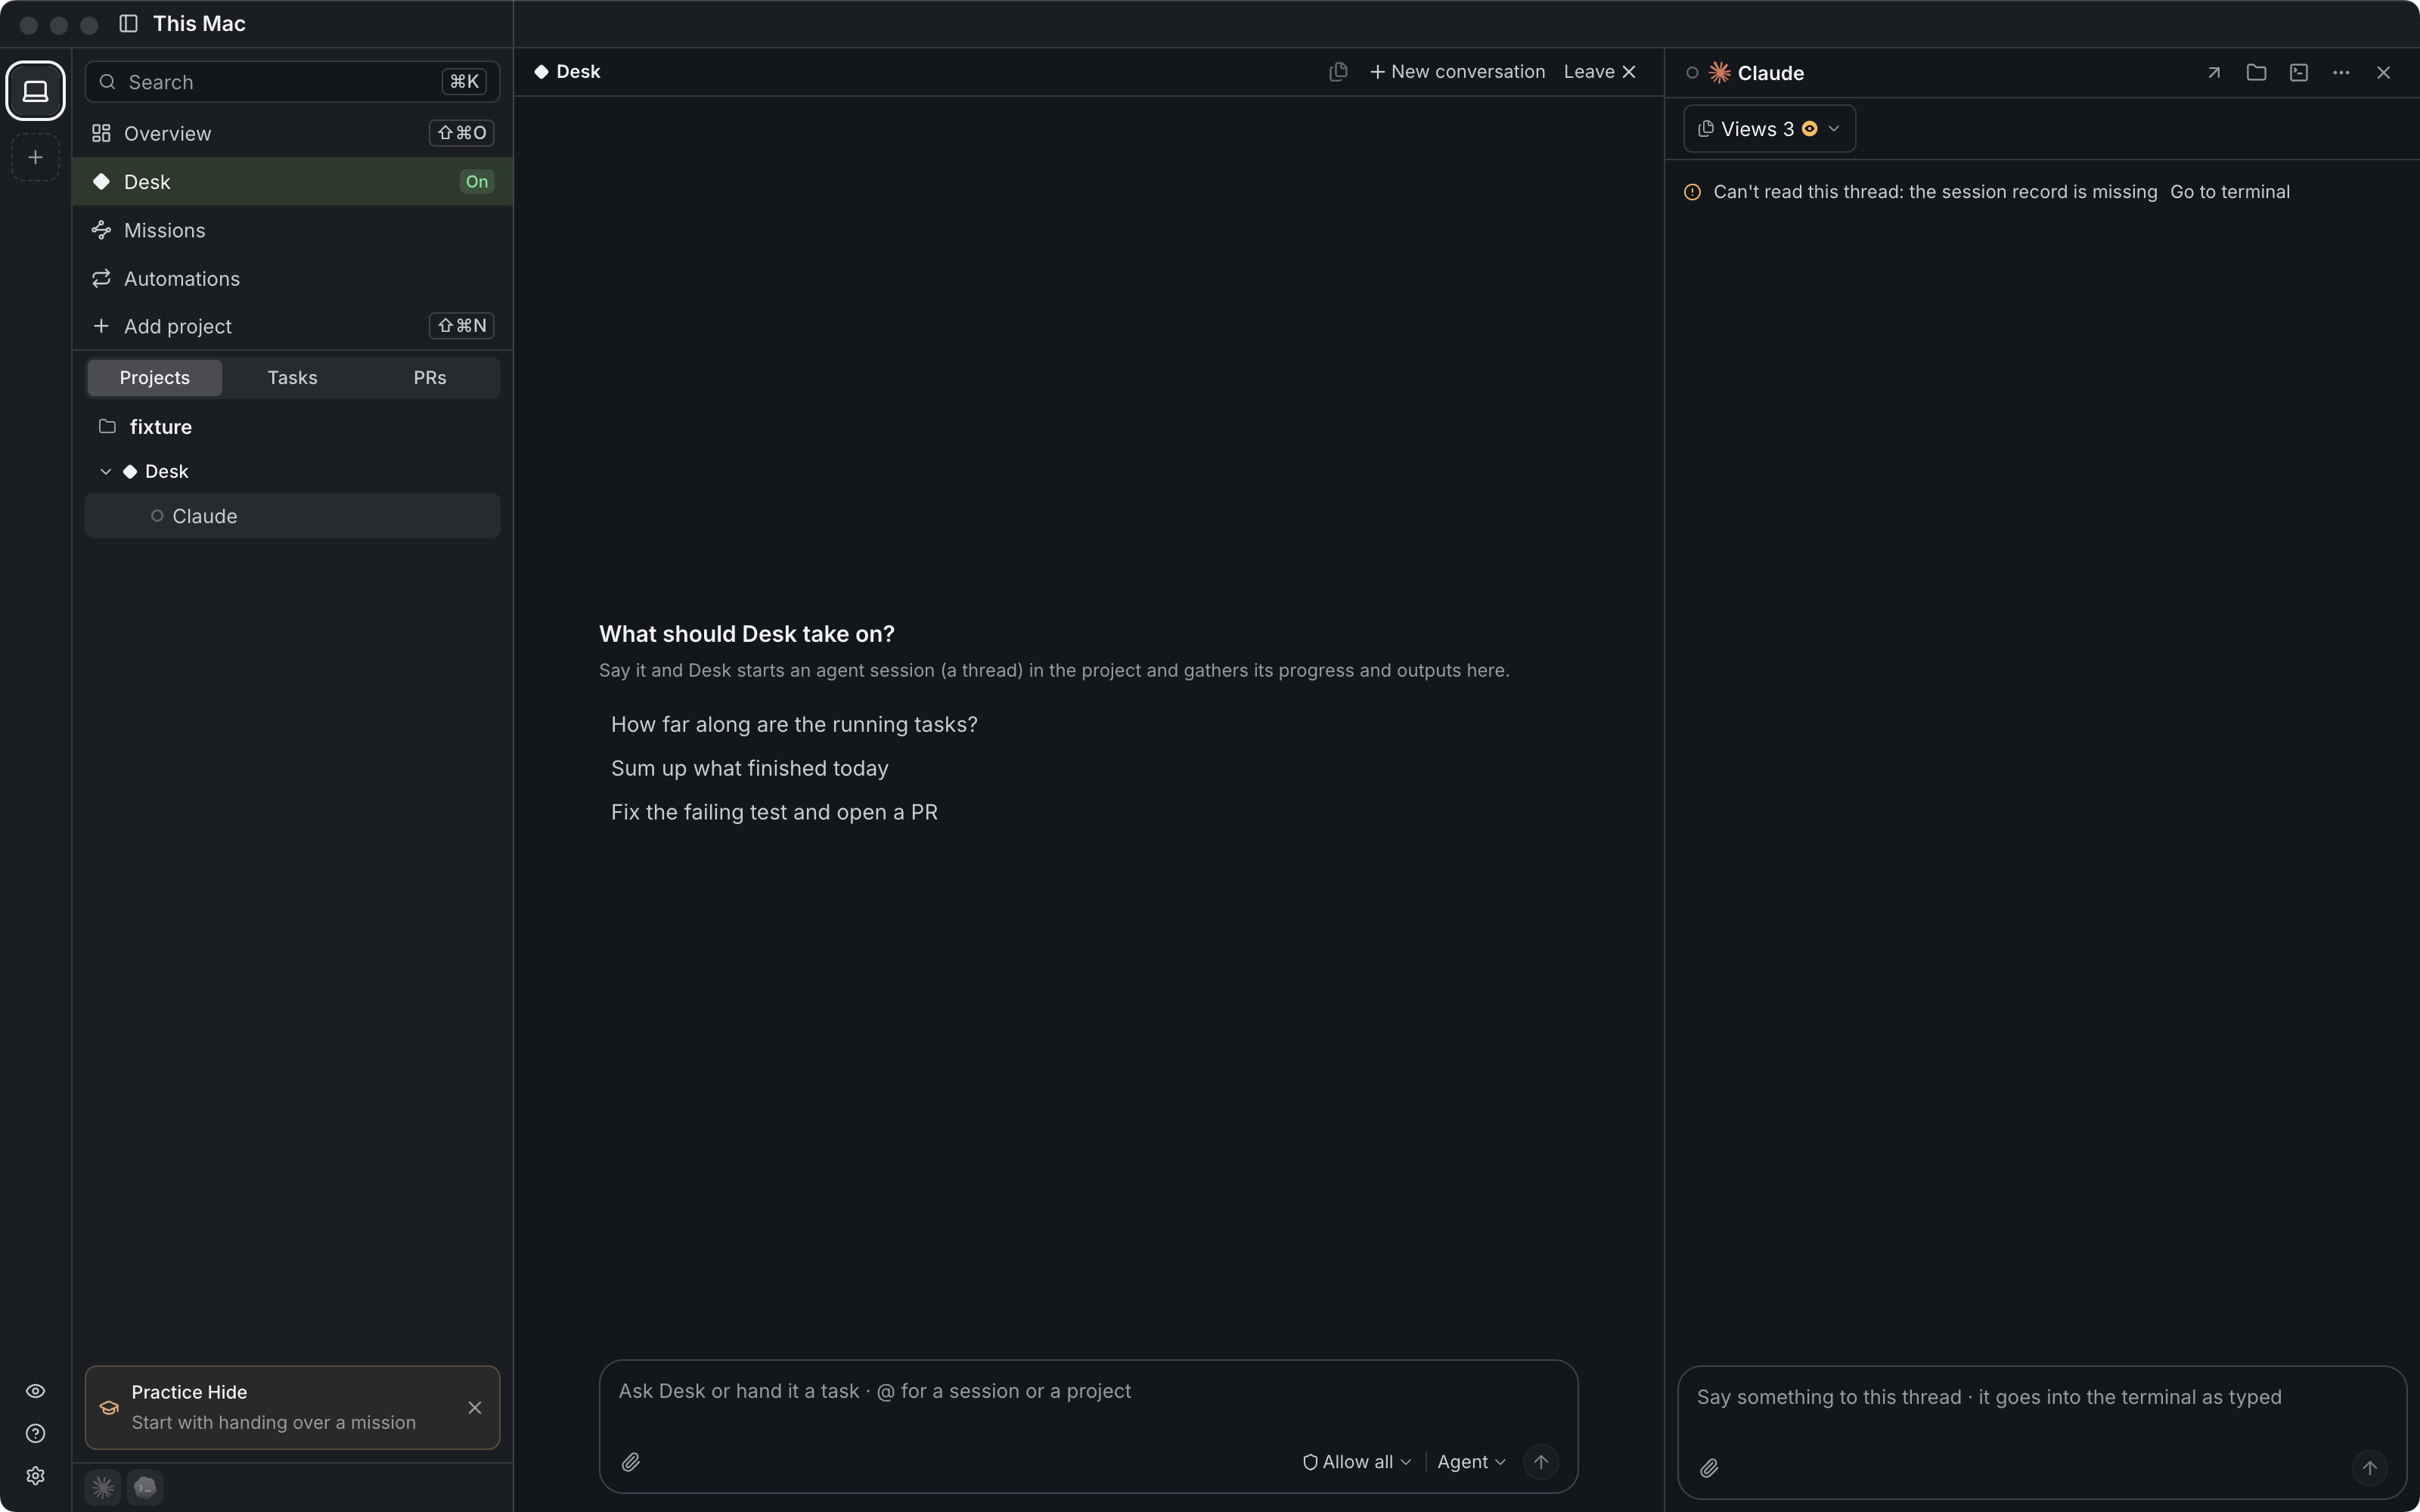 This Mac
Search ⌘K
Overview ⇧⌘O
Desk On
Missions
Automations
Add project ⇧⌘N
Projects Tasks PRs
fixture
Desk
Claude
Practice Hide
Start with handing over a mission
Desk New conversation Leave
What should Desk take on?
Say it and Desk starts an agent session (a thread) in the project and gathers its progress and outputs here.
How far along are the running tasks?
Sum up what finished today
Fix the failing test and open a PR
Ask Desk or hand it a task · @ for a session or a project
Allow all Agent
Claude
Views 3
Can't read this thread: the session record is missing Go to terminal
Say something to this thread · it goes into the terminal as typed